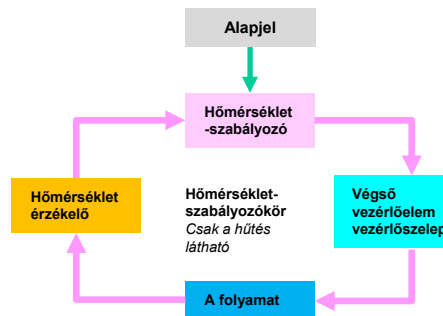 Alapjel
Hőmérséklet
-szabályozó
Hőmérséklet
érzékelő
Hőmérséklet-
szabályozókör
Csak a hűtés
látható
Végső
vezérlőelem
vezérlőszelep
A folyamat